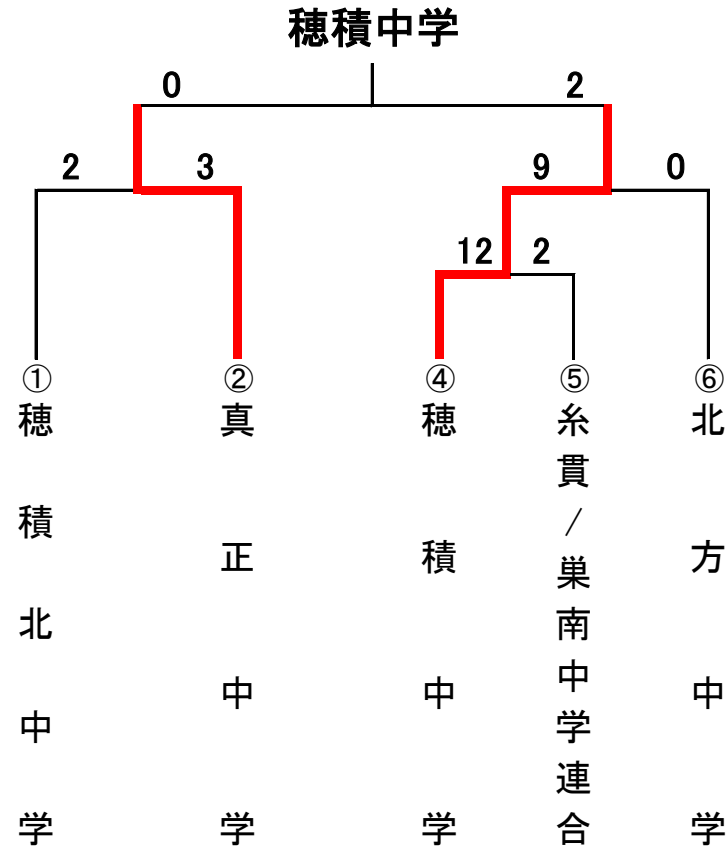 穂積中学
0 2
2 3 9 0
12 2
① ② ④ ⑤ ⑥
穂積北中学
真正中学
穂積中学
糸貫/巣南中学連合
北方中学